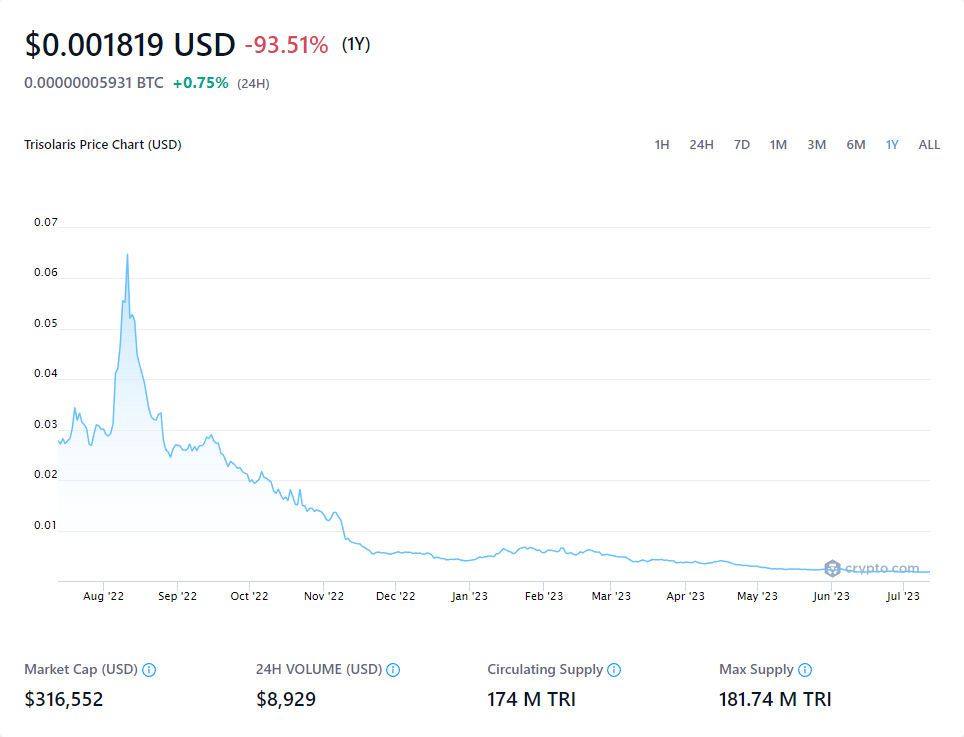 $0.001819 USD -93.51% (1Y)
0.00000005931 BTC +0.75% (24H)
Trisolaris Price Chart (USD) 1H 24H 7D 1M 3M 6M 1Y ALL
0.07
0.06
0.05
0.04
0.03
0.02
0.01
crypto.com
Aug '22 Sep '22 Oct '22 Nov '22 Dec '22 Jan '23 Feb '23 Mar '23 Apr '23 May '23 Jun '23 Jul '23
Market Cap (USD) 24H VOLUME (USD) Circulating Supply Max Supply
$316,552 $8,929 174 M TRI 181.74 M TRI